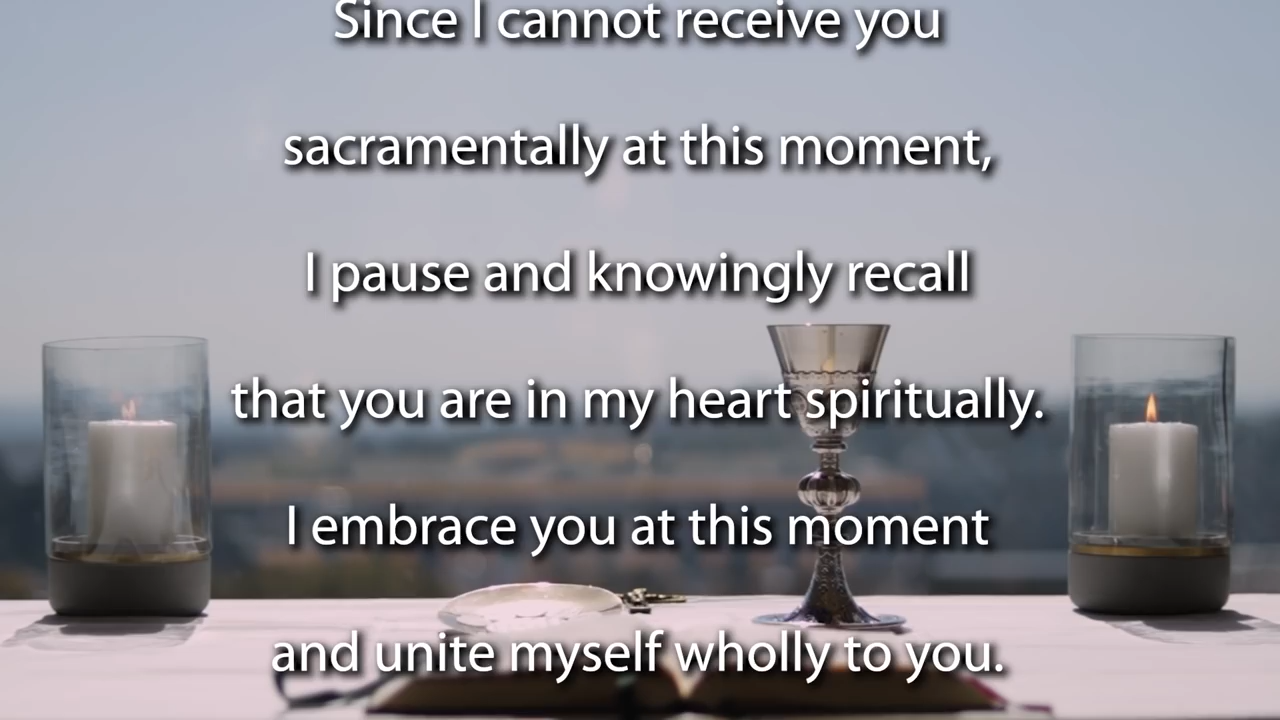 Since I cannot receive you
sacramentally at this moment,
I pause and knowingly recall
that you are in my heart spiritually.
I embrace you at this moment
and unite myself wholly to you.